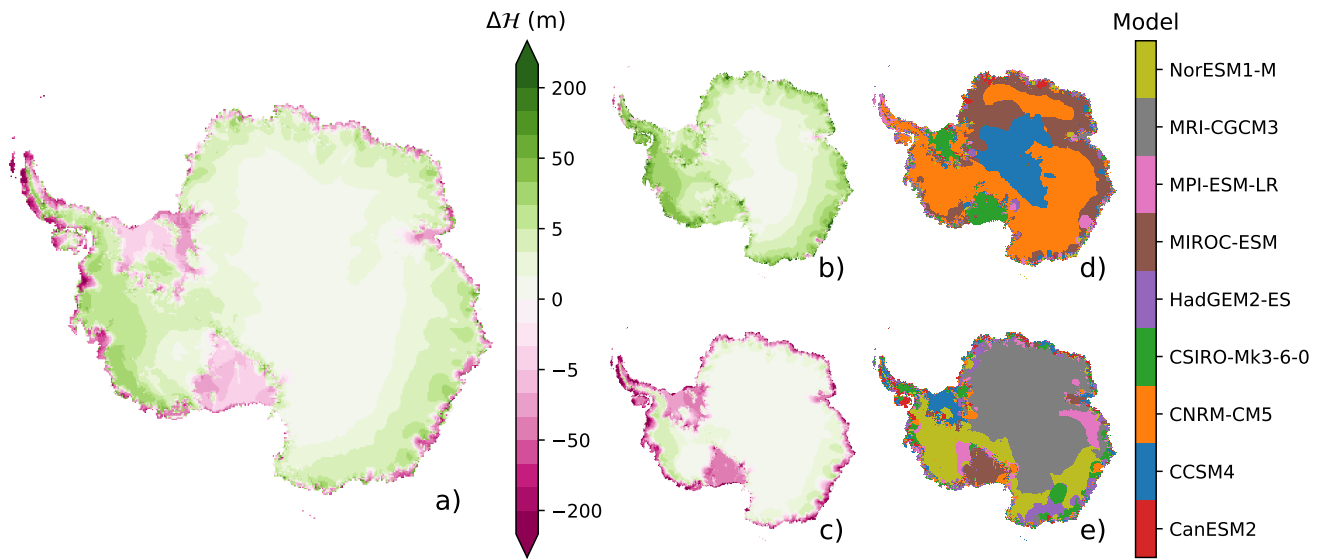 Δℋ (m)
200
50
5
0
−5
−50
−200
a)
b)
c)
d)
e)
Model
NorESM1-M
MRI-CGCM3
MPI-ESM-LR
MIROC-ESM
HadGEM2-ES
CSIRO-Mk3-6-0
CNRM-CM5
CCSM4
CanESM2